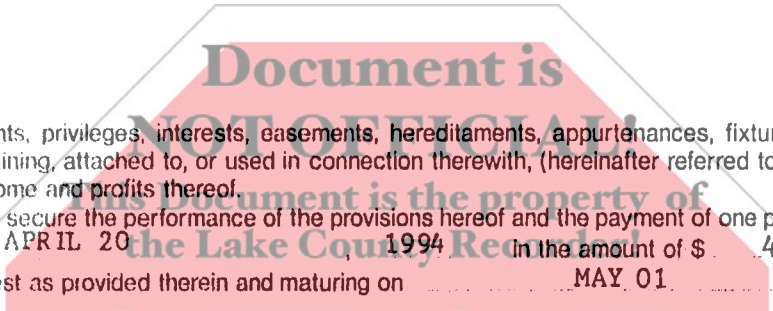 Document is
NOT OFFICIAL!
This Document is the property of
the Lake County Recorder!
nts, privileges, interests, easements, hereditaments, appurtenances, fixtu
ining, attached to, or used in connection therewith, (hereinafter referred to
ome and profits thereof.
secure the performance of the provisions hereof and the payment of one p
APRIL 20 , 1994 in the amount of $ 4
est as provided therein and maturing on MAY 01